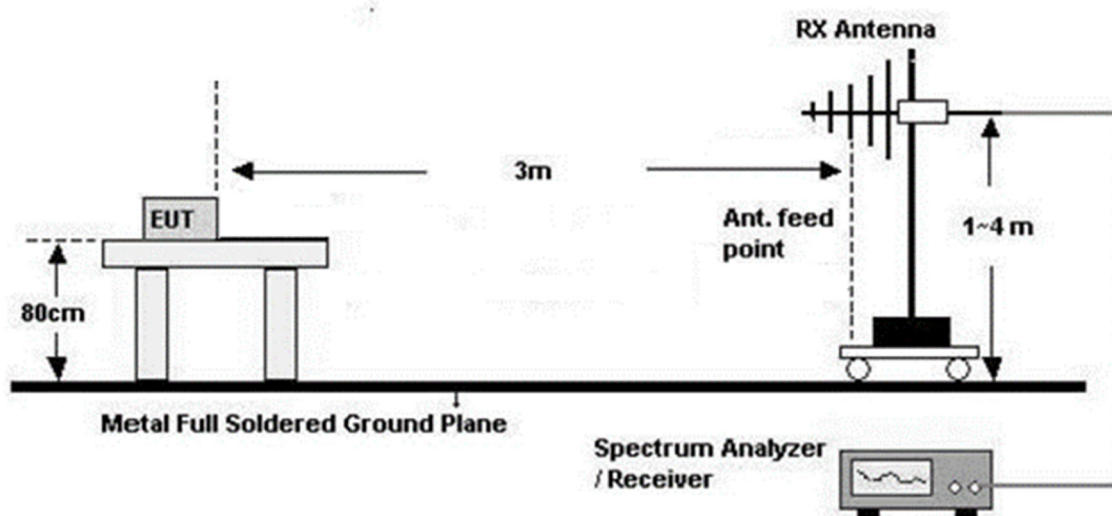 RX Antenna
3m
EUT
Ant. feed
point
1~4 m
80cm
Metal Full Soldered Ground Plane
Spectrum Analyzer
/ Receiver